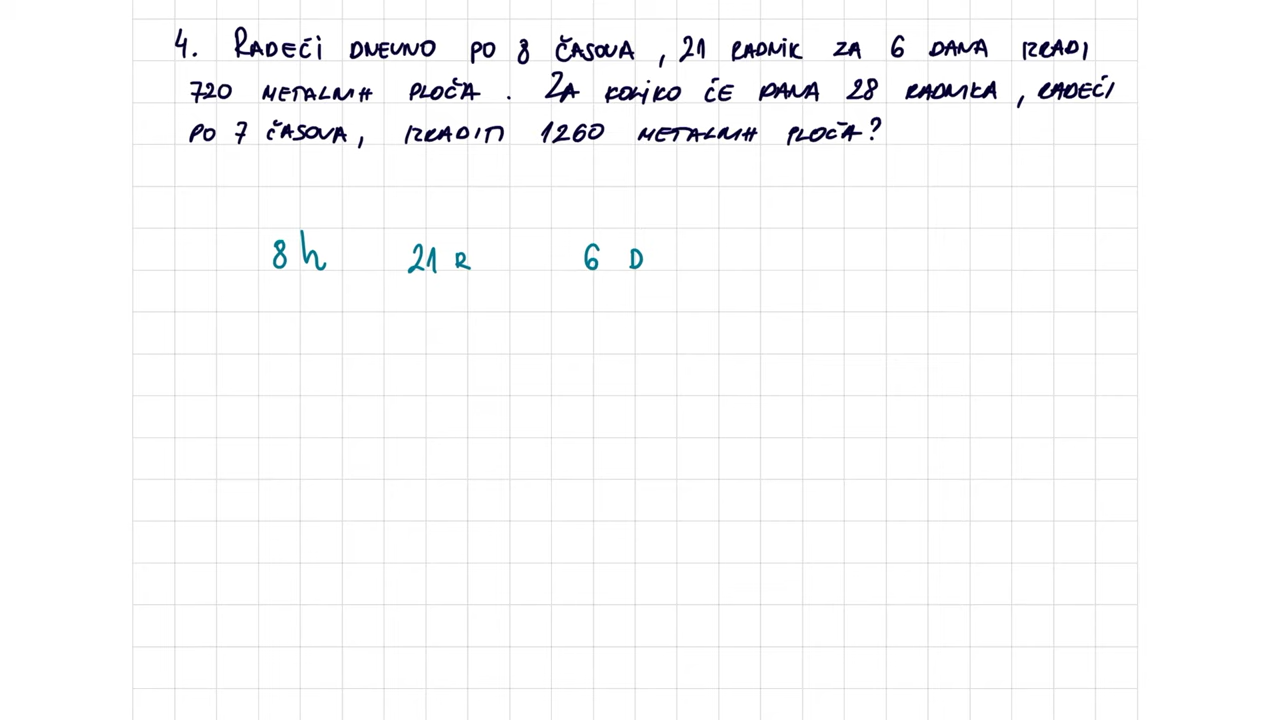 4. RADEĆI DNEVNO PO 8 ČASOVA, 21 RADNIK ZA 6 DANA IZRADI
720 METALNIH PLOČA. ZA KOLIKO ĆE DANA 28 RADNIKA, RADEĆI
PO 7 ČASOVA, IZRADITI 1260 METALNIH PLOČA?
8 h 21 R 6 D